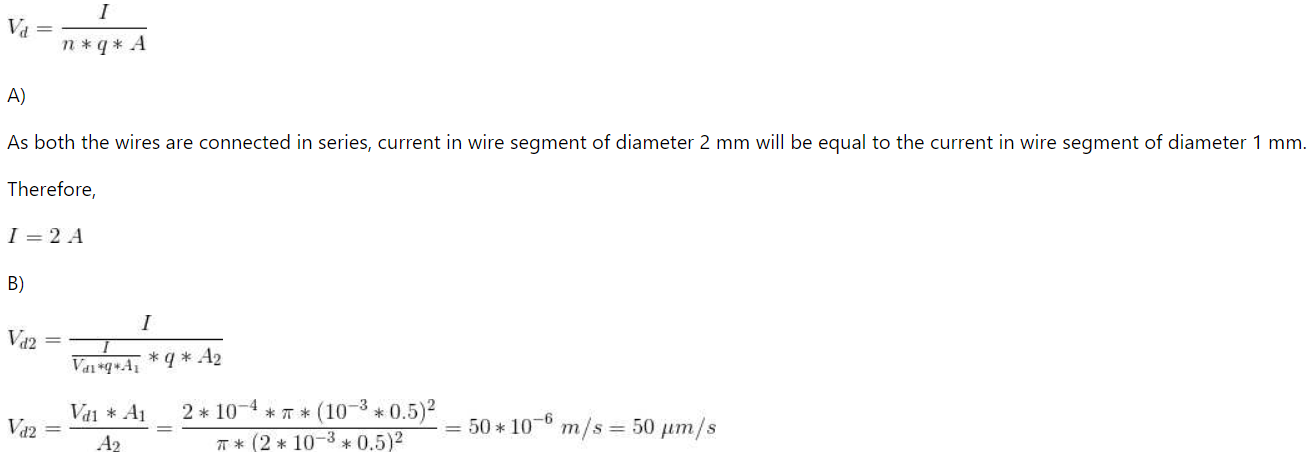 V_d = \frac{I}{n * q * A}
A)
As both the wires are connected in series, current in wire segment of diameter 2 mm will be equal to the current in wire segment of diameter 1 mm.
Therefore,
I = 2 A
B)
V_{d2} = \frac{I}{\frac{I}{V_{d1}*q*A_1} * q * A_2}
V_{d2} = \frac{V_{d1} * A_1}{A_2} = \frac{2 * 10^{-4} * \pi * (10^{-3} * 0.5)^2}{\pi * (2 * 10^{-3} * 0.5)^2} = 50 * 10^{-6} m/s = 50 \mu m/s